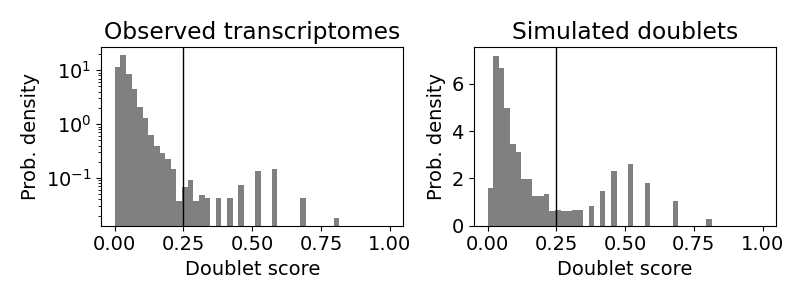 Observed transcriptomes
Prob. density
10¹
10⁰
10⁻¹
0.00 0.25 0.50 0.75 1.00
Doublet score
Simulated doublets
Prob. density
6
4
2
0
0.00 0.25 0.50 0.75 1.00
Doublet score